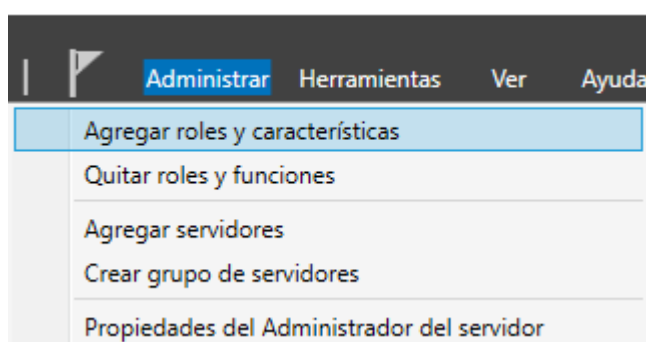 Administrar Herramientas Ver Ayuda
Agregar roles y características
Quitar roles y funciones
Agregar servidores
Crear grupo de servidores
Propiedades del Administrador del servidor